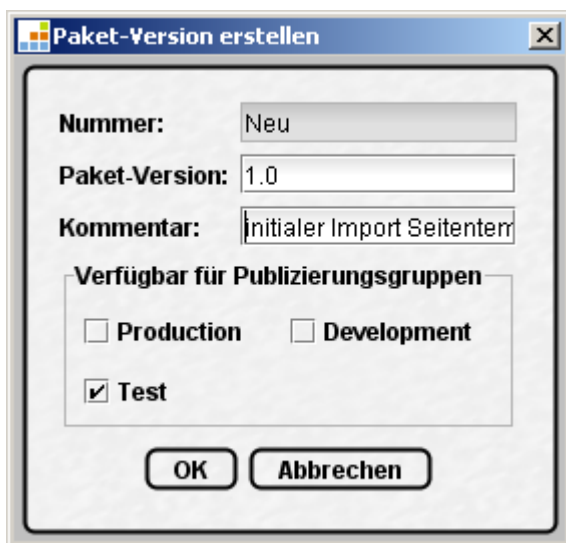 Paket-Version erstellen
Nummer: Neu
Paket-Version: 1.0
Kommentar: initialer Import Seitentem
Verfügbar für Publizierungsgruppen
Production Development
Test
OK Abbrechen